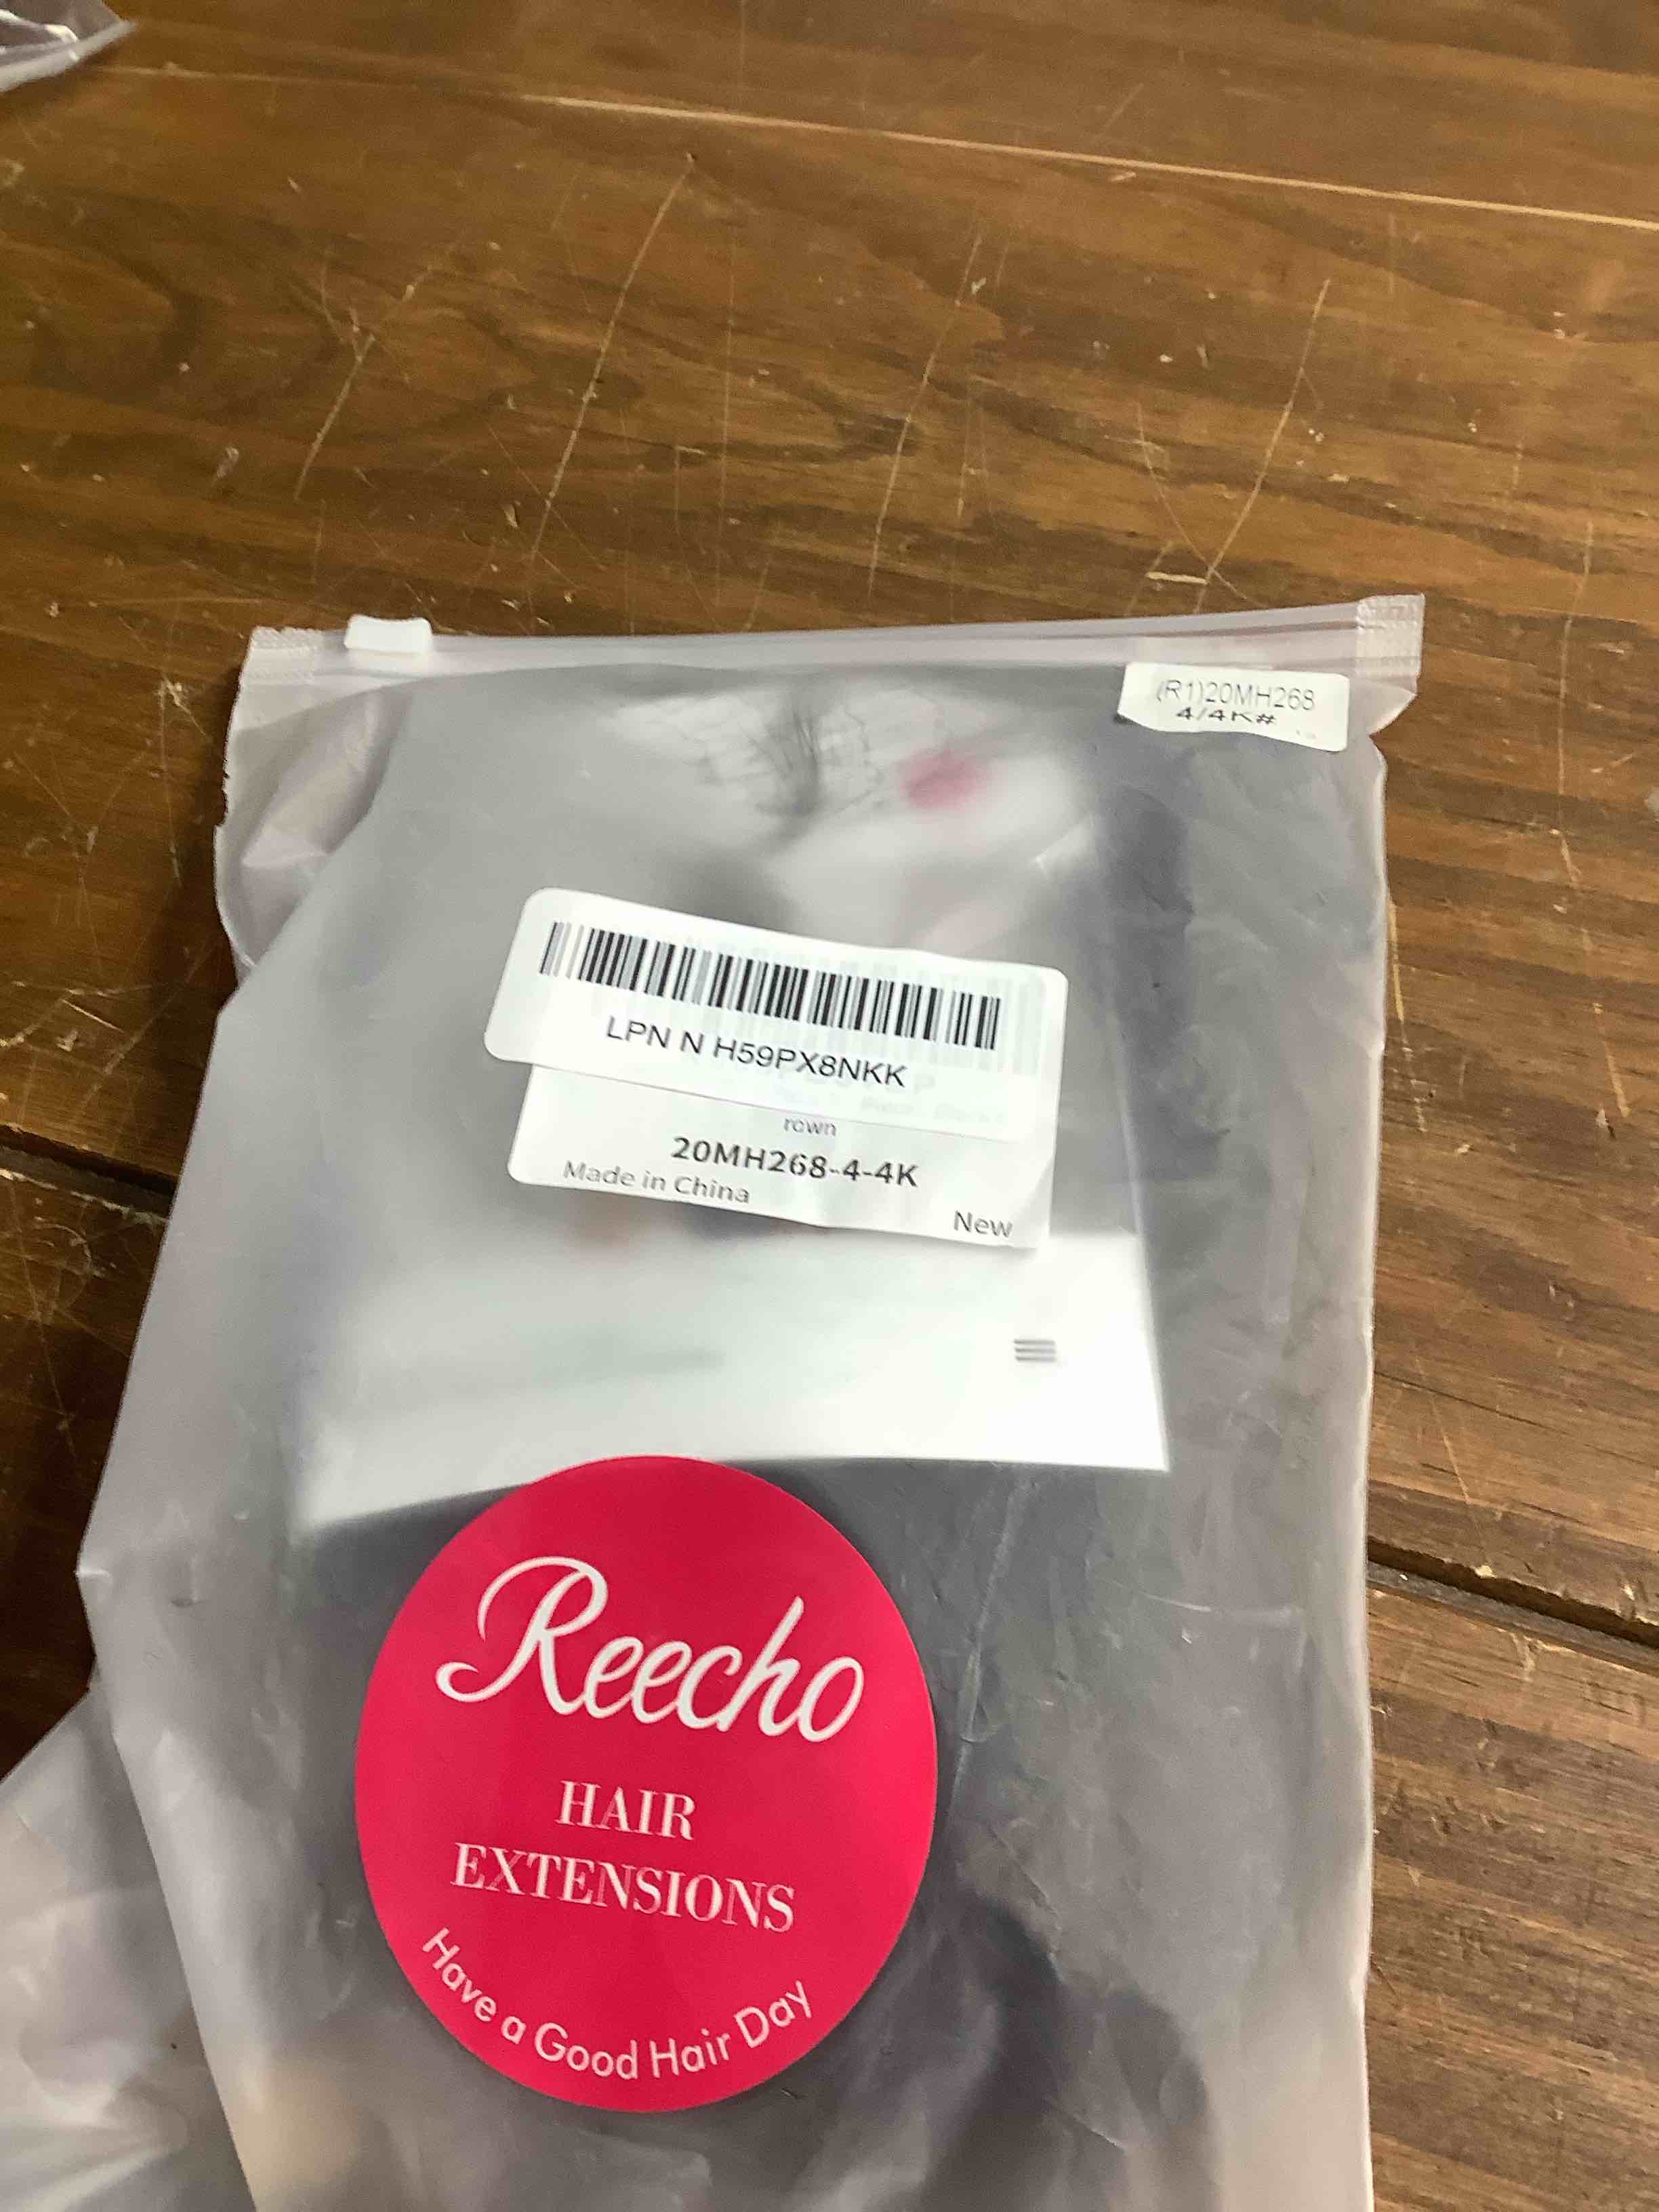 (R1)20MH268
4/4K#
LPN N H59PX8NKK
rown
20MH268-4-4K
Made in China
New
Reecho
HAIR
EXTENSIONS
Have a Good Hair Day